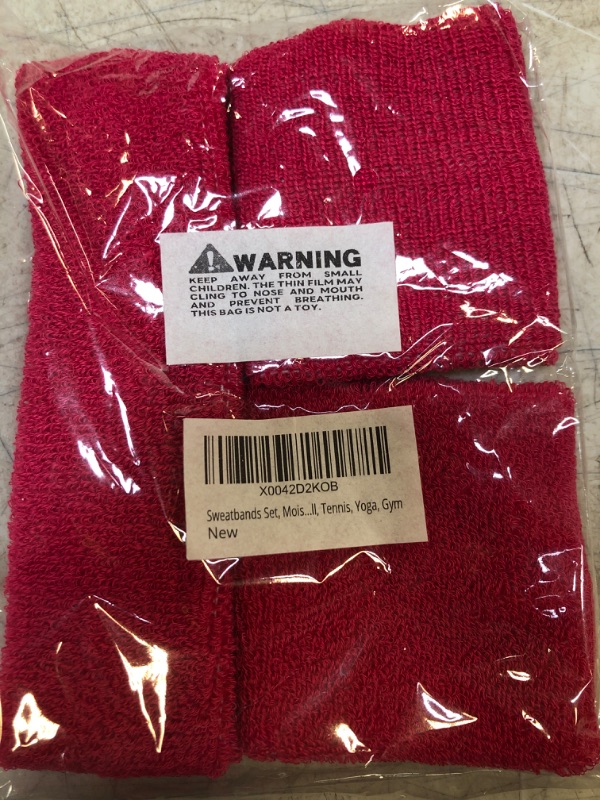 WARNING
KEEP AWAY FROM SMALL
CHILDREN. THE THIN FILM MAY
CLING TO NOSE AND MOUTH
AND PREVENT BREATHING.
THIS BAG IS NOT A TOY.
X0042D2KOB
Sweatbands Set, Mois...ll, Tennis, Yoga, Gym
New